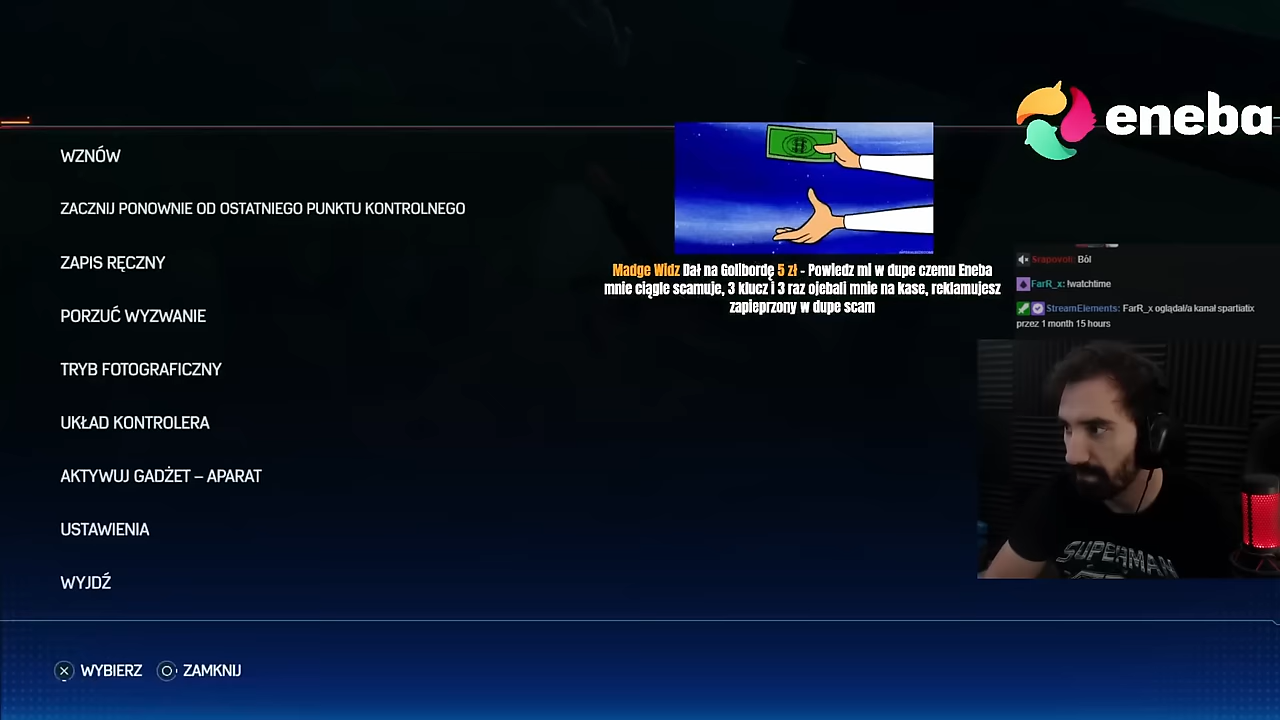 eneba
WZNÓW
ZACZNIJ PONOWNIE OD OSTATNIEGO PUNKTU KONTROLNEGO
ZAPIS RĘCZNY
PORZUĆ WYZWANIE
TRYB FOTOGRAFICZNY
UKŁAD KONTROLERA
AKTYWUJ GADŻET – APARAT
USTAWIENIA
WYJDŹ
WYBIERZ ZAMKNIJ
Madge Widz Dał na Gollbordę 5 zł - Powiedz mi w dupe czemu Eneba
mnie ciągle scamuje, 3 klucz i 3 raz ojebali mnie na kase, reklamujesz
zapieprzony w dupe scam
Srapovoli: Ból
FarR_x: !watchtime
StreamElements: FarR_x oglądał/a kanał spartiatix
przez 1 month 15 hours
SUPERMAN